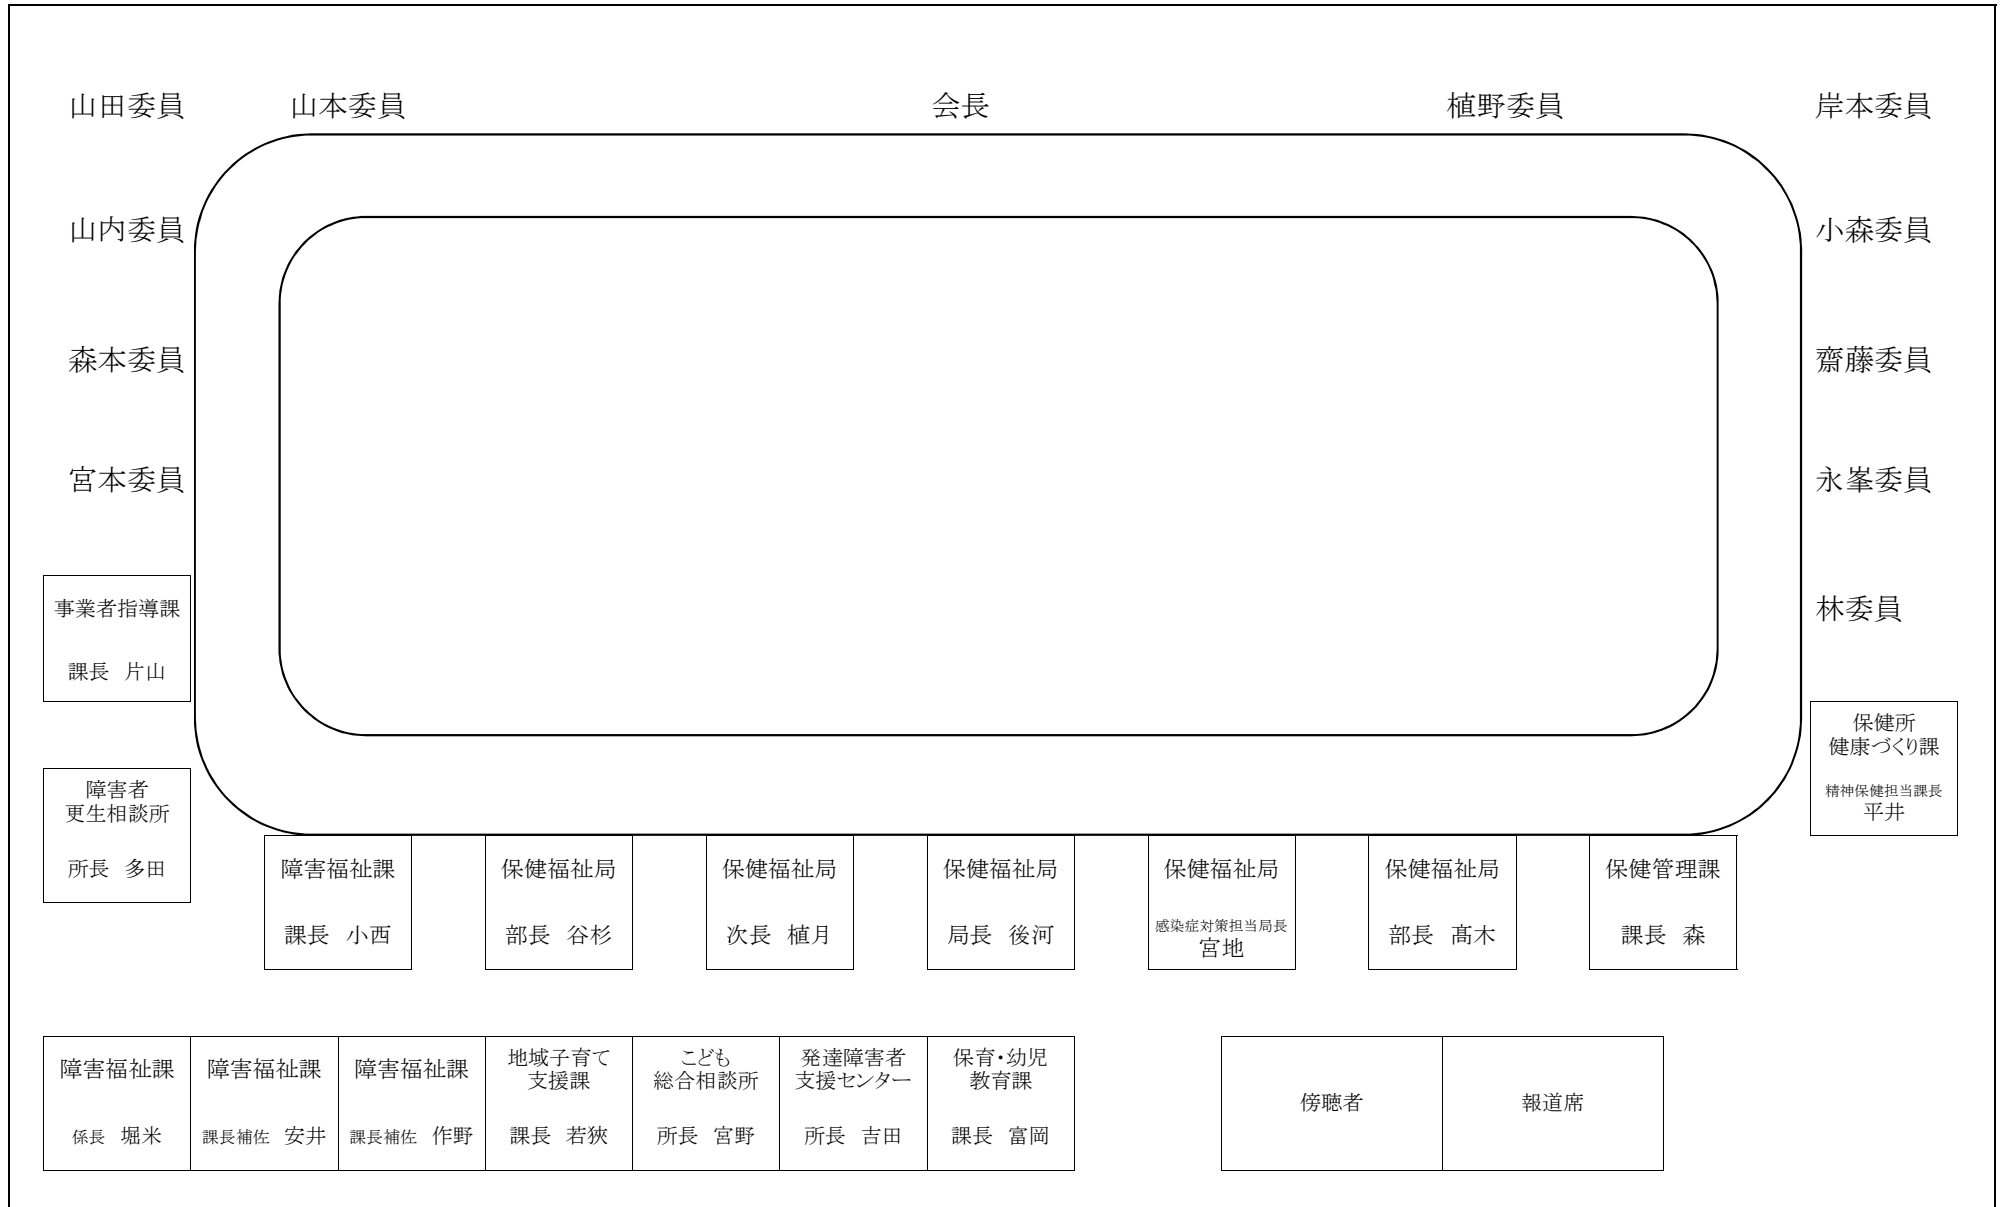 山田委員
山本委員
会長
植野委員
岸本委員
山内委員
小森委員
森本委員
齋藤委員
宮本委員
永峯委員
事業者指導課
課長 片山
林委員
保健所
健康づくり課
精神保健担当課長
平井
障害者
更生相談所
所長 多田
障害福祉課
課長 小西
保健福祉局
部長 谷杉
保健福祉局
次長 植月
保健福祉局
局長 後河
保健福祉局
感染症対策担当局長
宮地
保健福祉局
部長 髙木
保健管理課
課長 森
障害福祉課
係長 堀米
障害福祉課
課長補佐 安井
障害福祉課
課長補佐 作野
地域子育て
支援課
課長 若狹
こども
総合相談所
所長 宮野
発達障害者
支援センター
所長 吉田
保育・幼児
教育課
課長 富岡
傍聴者
報道席